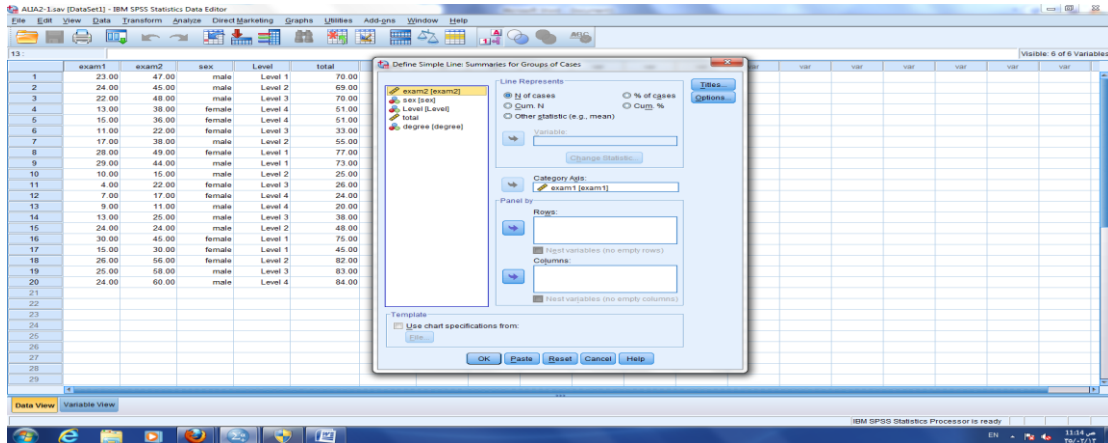 ALIA2-1.sav [DataSet1] - IBM SPSS Statistics Data Editor
File Edit View Data Transform Analyze Direct Marketing Graphs Utilities Add-ons Window Help
13 :
Visible: 6 of 6 Variables
exam1 exam2 sex Level total var var var var var var var
1 23.00 47.00 male Level 1 70.00
2 24.00 45.00 male Level 2 69.00
3 22.00 48.00 male Level 3 70.00
4 13.00 38.00 female Level 4 51.00
5 15.00 36.00 female Level 4 51.00
6 11.00 22.00 female Level 3 33.00
7 17.00 38.00 male Level 2 55.00
8 28.00 49.00 female Level 1 77.00
9 29.00 44.00 male Level 1 73.00
10 10.00 15.00 male Level 2 25.00
11 4.00 22.00 female Level 3 26.00
12 7.00 17.00 female Level 4 24.00
13 9.00 11.00 male Level 4 20.00
14 13.00 25.00 male Level 3 38.00
15 24.00 24.00 male Level 2 48.00
16 30.00 45.00 female Level 1 75.00
17 15.00 30.00 female Level 1 45.00
18 26.00 56.00 female Level 2 82.00
19 25.00 58.00 male Level 3 83.00
20 24.00 60.00 male Level 4 84.00
21
22
23
24
25
26
27
28
29
Define Simple Line: Summaries for Groups of Cases
exam2 [exam2]
sex [sex]
Level [Level]
total
degree [degree]
Line Represents
N of cases % of cases
Cum. N Cum. %
Other statistic (e.g., mean)
Variable:
Change Statistic...
Category Axis:
exam1 [exam1]
Panel by
Rows:
Nest variables (no empty rows)
Columns:
Nest variables (no empty columns)
Titles...
Options...
Template
Use chart specifications from:
File...
OK Paste Reset Cancel Help
Data View Variable View
IBM SPSS Statistics Processor is ready
EN
11:14 ص